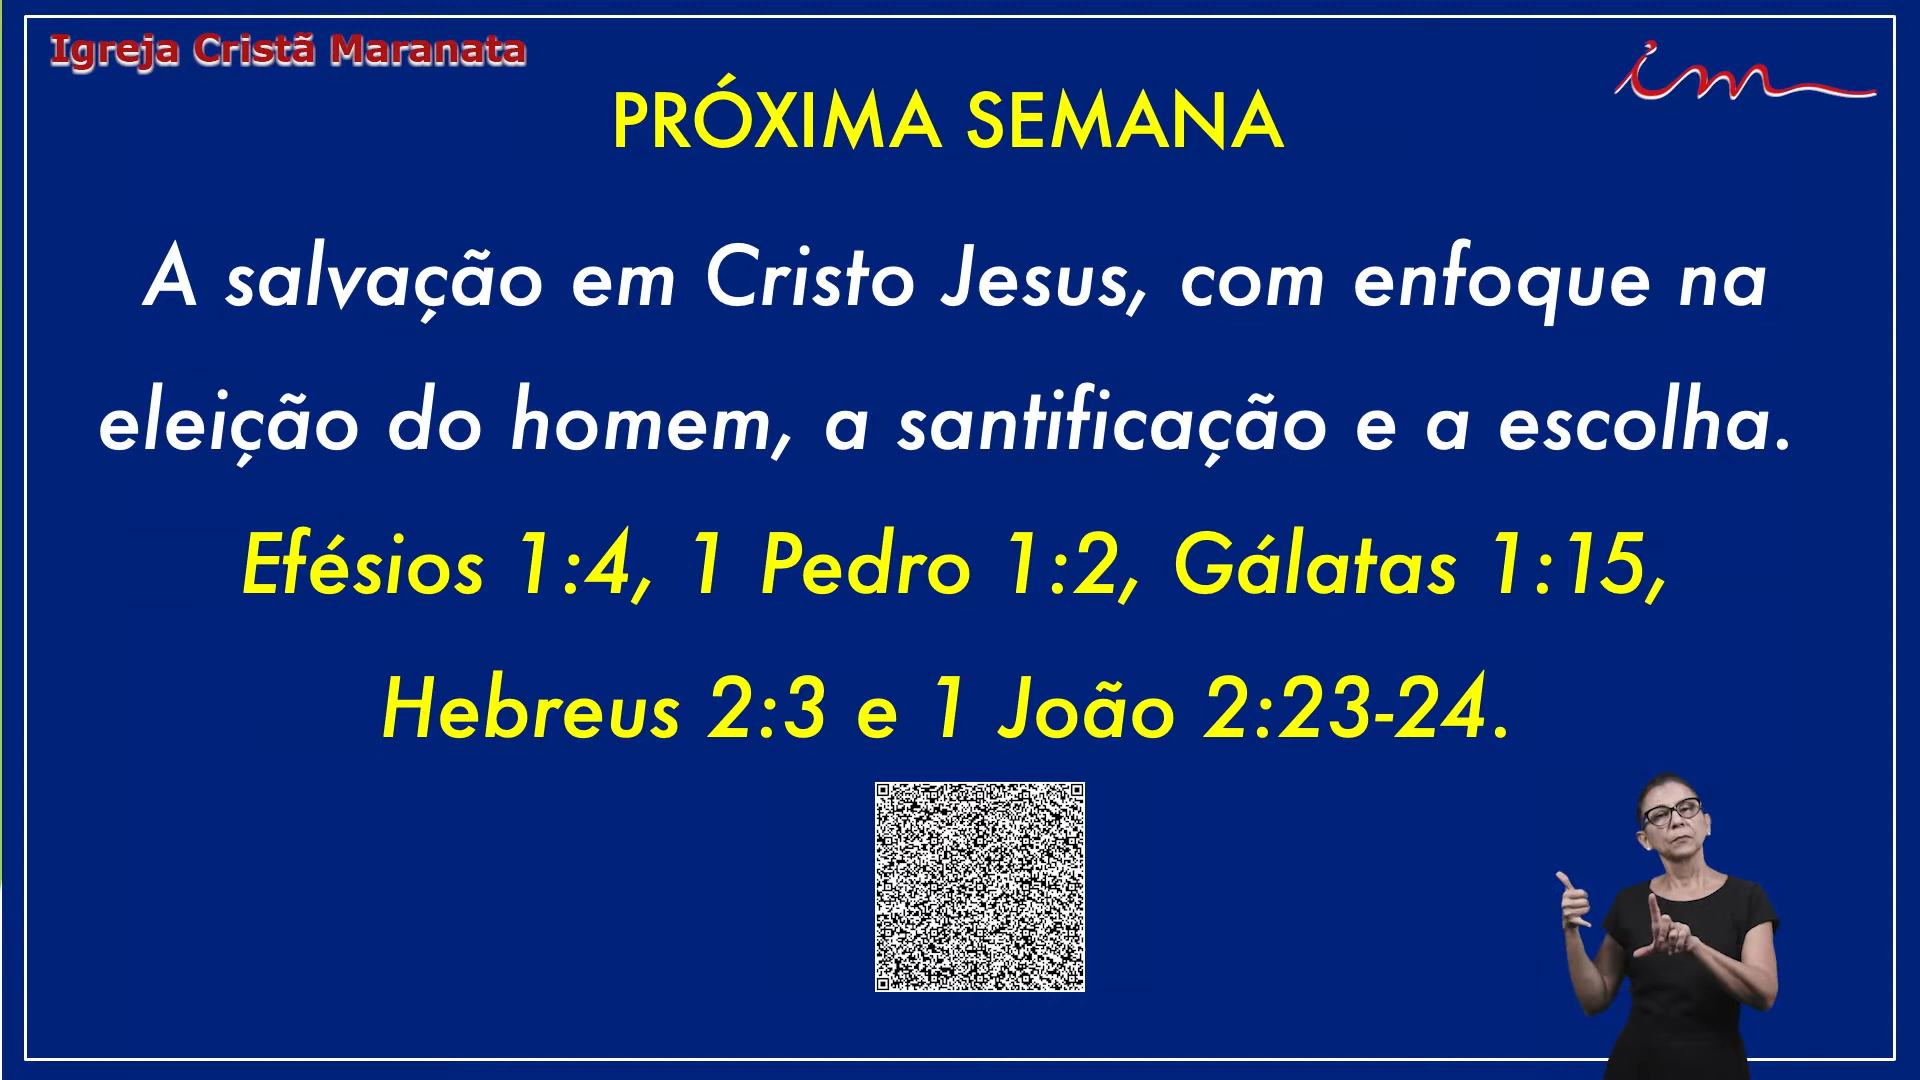 Igreja Cristã Maranata
im
PRÓXIMA SEMANA
A salvação em Cristo Jesus, com enfoque na
eleição do homem, a santificação e a escolha.
Efésios 1:4, 1 Pedro 1:2, Gálatas 1:15,
Hebreus 2:3 e 1 João 2:23-24.